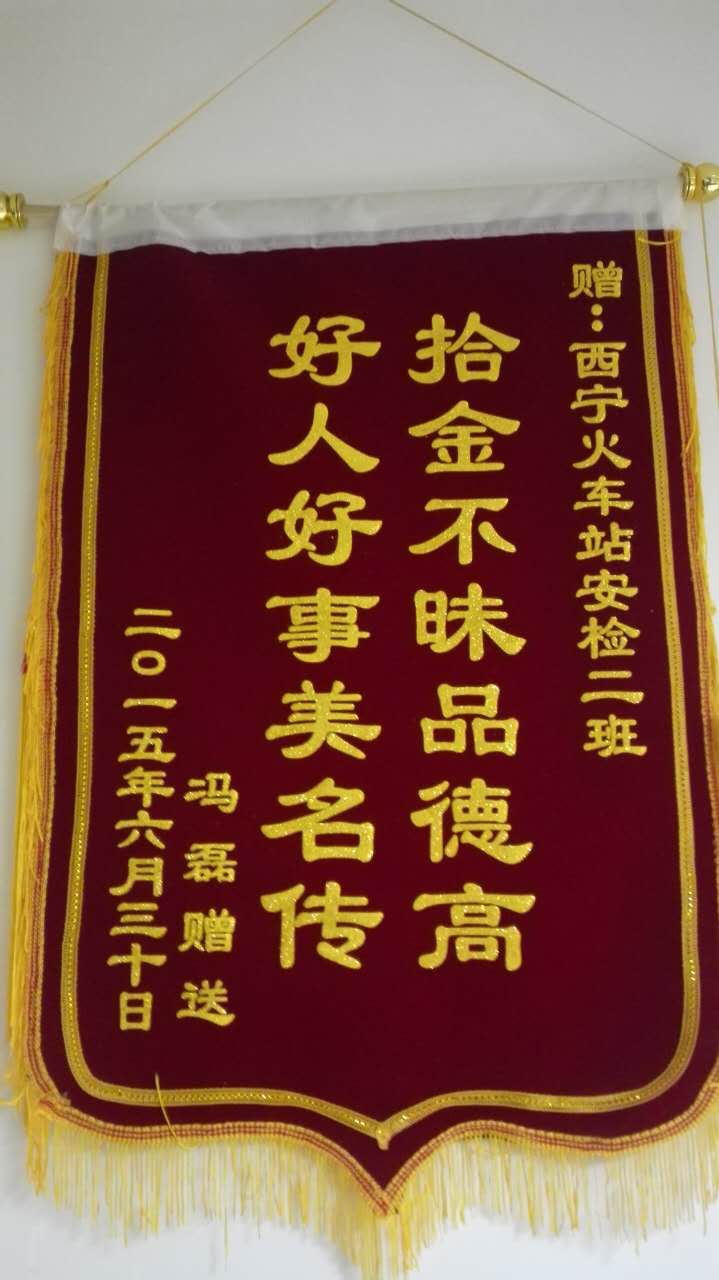 赠：西宁火车站安检二班
拾金不昧品德高
好人好事美名传
冯磊赠送
二〇一五年六月三十日